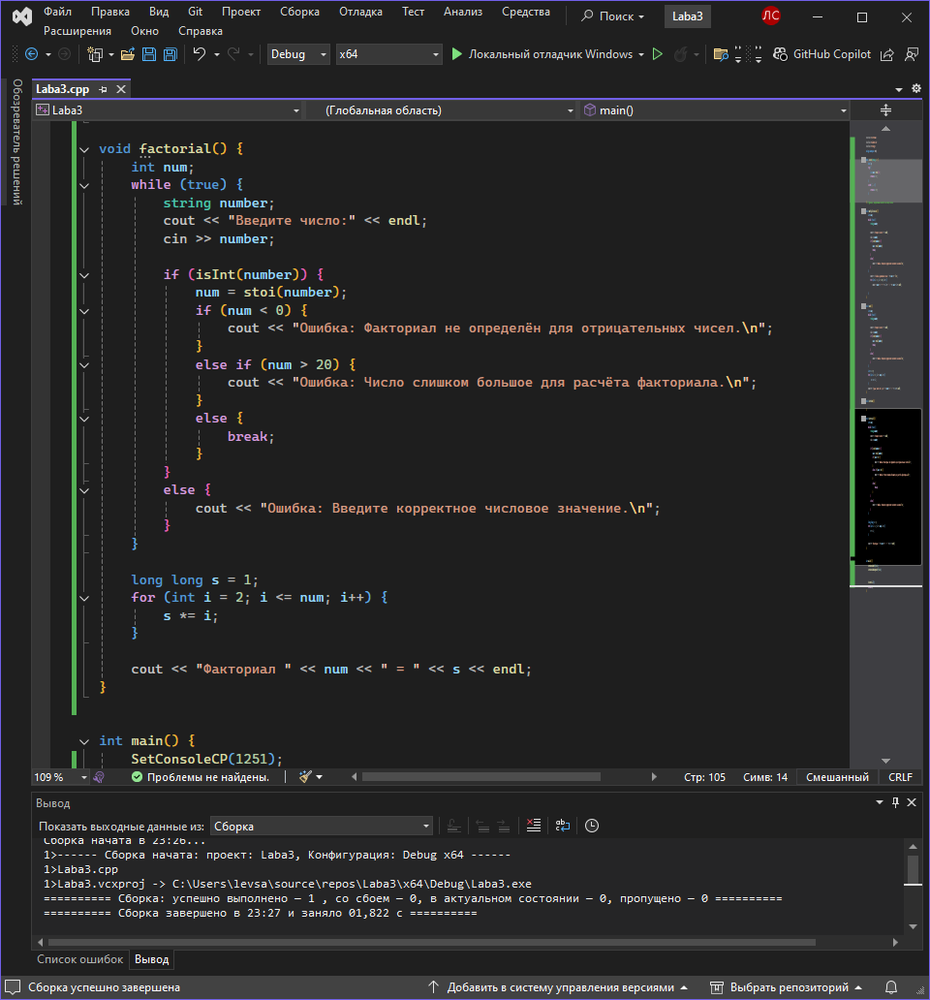 Файл Правка Вид Git Проект Сборка Отладка Тест Анализ Средства Поиск Laba3 ЛС
Расширения Окно Справка
Debug x64 Локальный отладчик Windows GitHub Copilot
Обозреватель решений
Laba3.cpp
Laba3 (Глобальная область) main()
void factorial() {
int num;
while (true) {
string number;
cout << "Введите число:" << endl;
cin >> number;
if (isInt(number)) {
num = stoi(number);
if (num < 0) {
cout << "Ошибка: Факториал не определён для отрицательных чисел.\n";
}
else if (num > 20) {
cout << "Ошибка: Число слишком большое для расчёта факториала.\n";
}
else {
break;
}
}
else {
cout << "Ошибка: Введите корректное числовое значение.\n";
}
}
long long s = 1;
for (int i = 2; i <= num; i++) {
s *= i;
}
cout << "Факториал " << num << " = " << s << endl;
}
int main() {
SetConsoleCP(1251);
109 % Проблемы не найдены. Стр: 105 Симв: 14 Смешанный CRLF
Вывод
Показать выходные данные из: Сборка
Сборка начата в 23:26...
1>------ Сборка начата: проект: Laba3, Конфигурация: Debug x64 ------
1>Laba3.cpp
1>Laba3.vcxproj -> C:\Users\levsa\source\repos\Laba3\x64\Debug\Laba3.exe
========== Сборка: успешно выполнено — 1 , со сбоем — 0, в актуальном состоянии — 0, пропущено — 0 ==========
========== Сборка завершено в 23:27 и заняло 01,822 с ==========
Список ошибок Вывод
Сборка успешно завершена Добавить в систему управления версиями Выбрать репозиторий